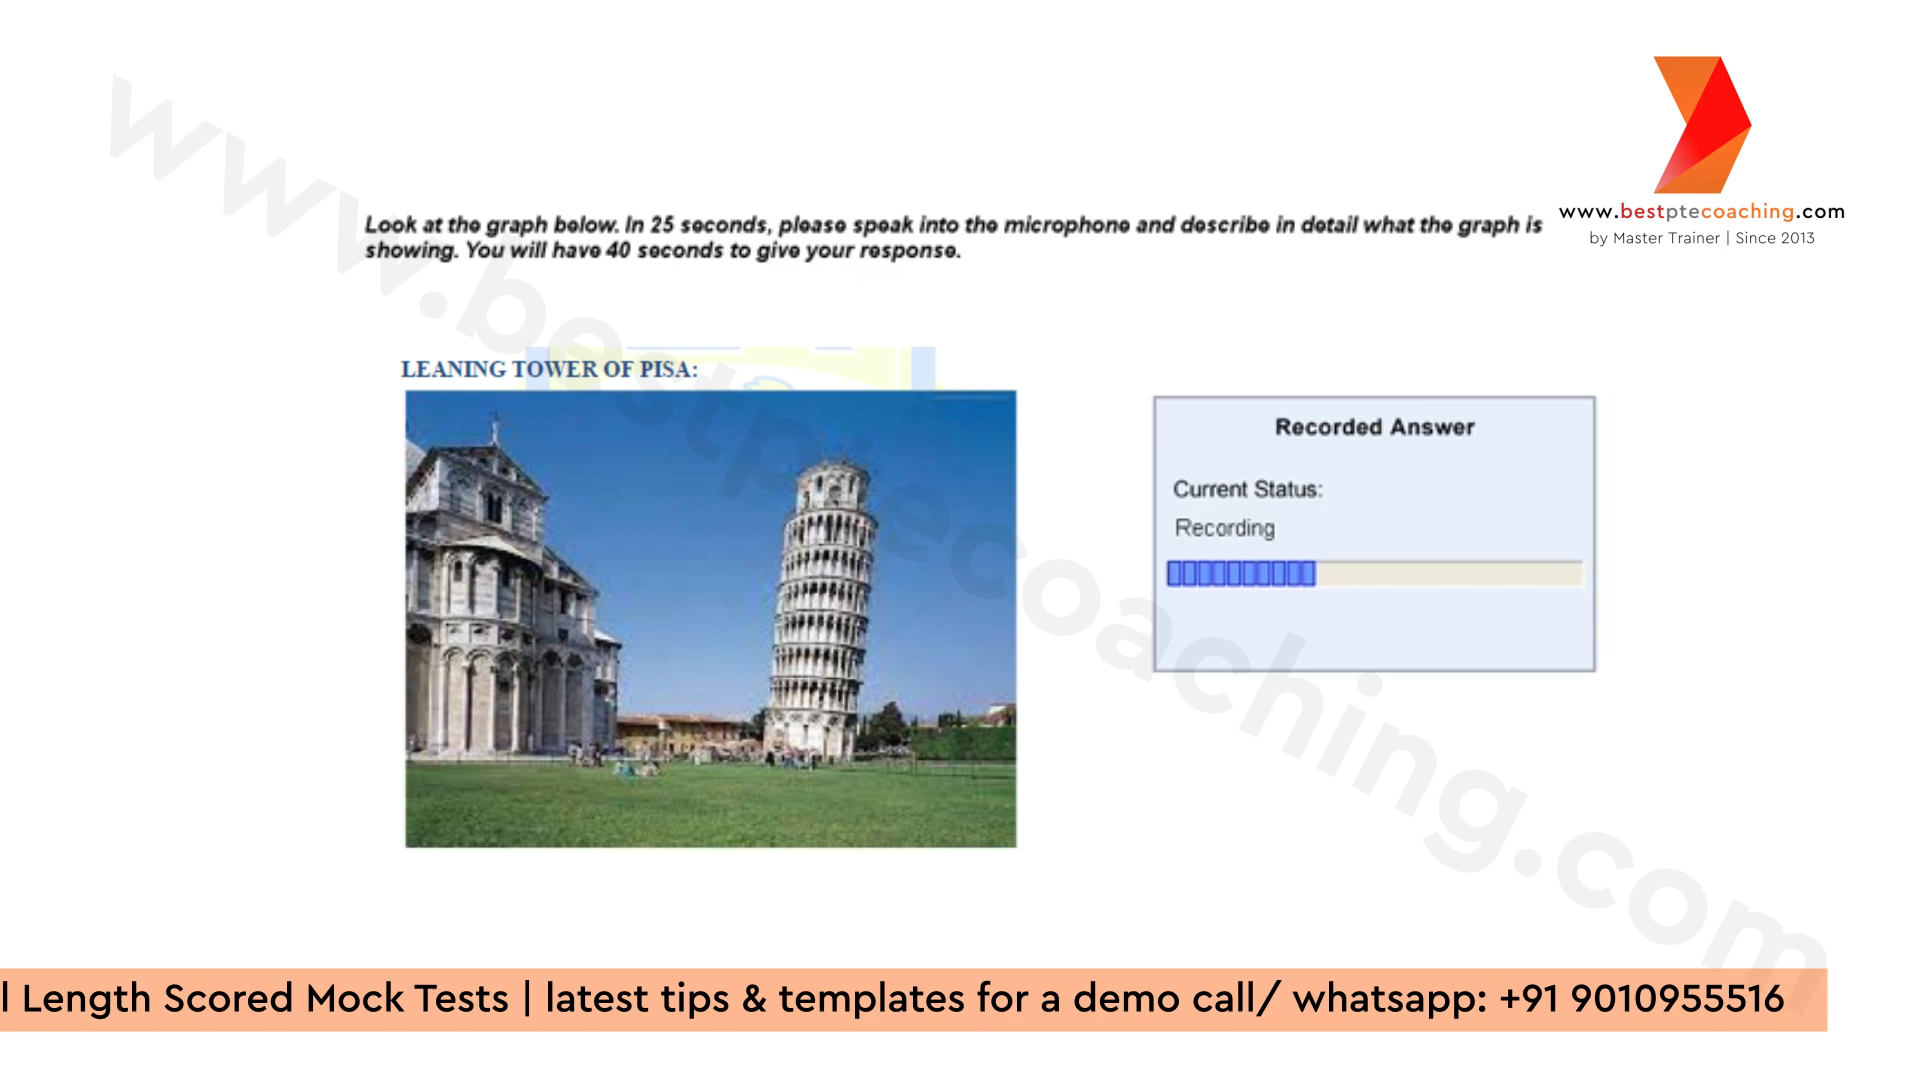 www.bestptecoaching.com
by Master Trainer | Since 2013
Look at the graph below. In 25 seconds, please speak into the microphone and describe in detail what the graph is
showing. You will have 40 seconds to give your response.
LEANING TOWER OF PISA:
Recorded Answer
Current Status:
Recording
www.bestptecoaching.com
l Length Scored Mock Tests | latest tips & templates for a demo call/ whatsapp: +91 9010955516